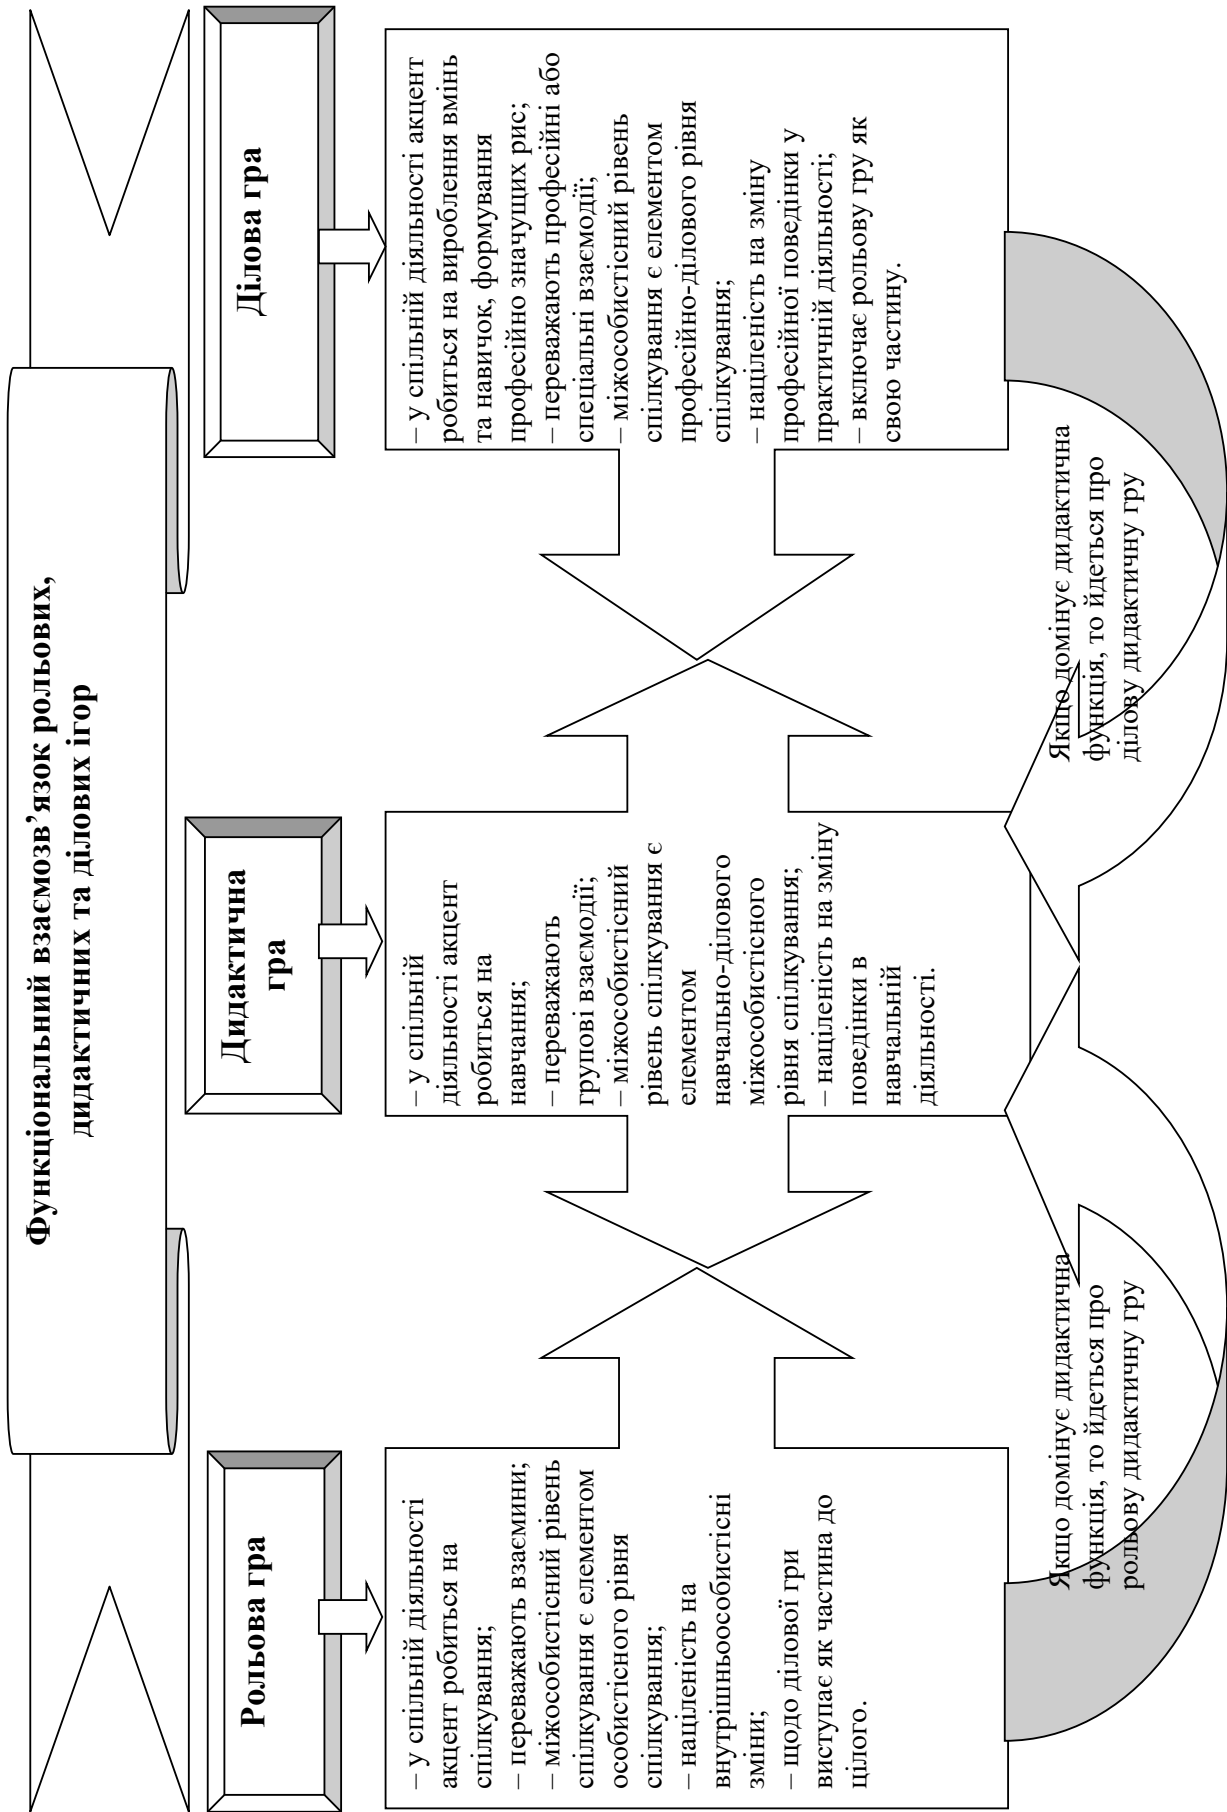 Функціональний взаємозв’язок рольових,
дидактичних та ділових ігор
Рольова гра
– у спільній діяльності
акцент робиться на
спілкування;
– переважають взаємини;
– міжособистісний рівень
спілкування є елементом
особистісного рівня
спілкування;
– націленість на
внутрішньоособистісні
зміни;
– щодо ділової гри
виступає як частина до
цілого.
Дидактична
гра
– у спільній
діяльності акцент
робиться на
навчання;
– переважають
групові взаємодії;
– міжособистісний
рівень спілкування є
елементом
навчально-ділового
міжособистісного
рівня спілкування;
– націленість на зміну
поведінки в
навчальній
діяльності.
Ділова гра
– у спільній діяльності акцент
робиться на вироблення вмінь
та навичок, формування
професійно значущих рис;
– переважають професійні або
спеціальні взаємодії;
– міжособистісний рівень
спілкування є елементом
професійно-ділового рівня
спілкування;
– націленість на зміну
професійної поведінки у
практичній діяльності;
– включає рольову гру як
свою частину.
Якщо домінує дидактична
функція, то йдеться про
рольову дидактичну гру
Якщо домінує дидактична
функція, то йдеться про
ділову дидактичну гру